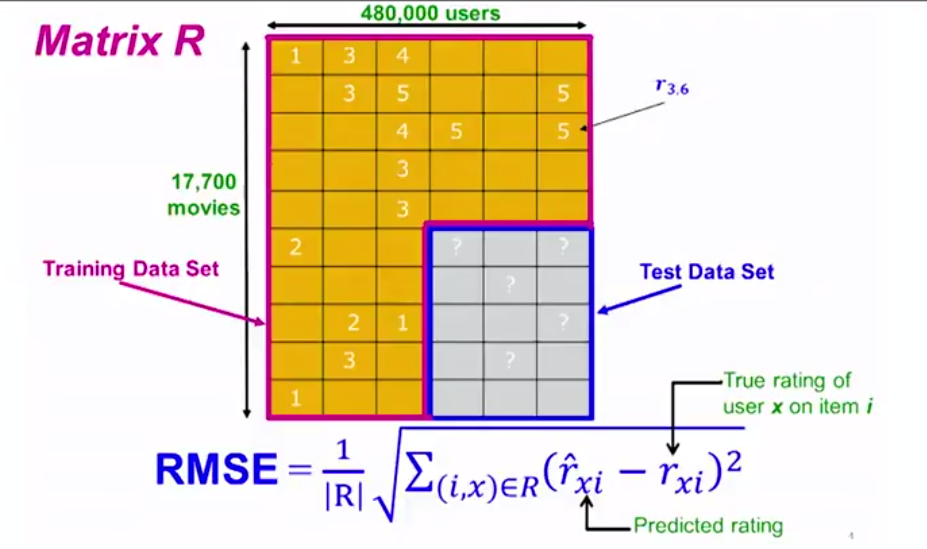 480,000 users
Matrix R
1 3 4
3 5 5
r3.6
4 5 5
3
17,700
movies
3
2 ? ?
Training Data Set
Test Data Set
?
2 1 ?
3 ?
True rating of
user x on item i
1
RMSE = 1/|R| √∑(i,x)∈R(r̂xi − rxi)²
Predicted rating
4